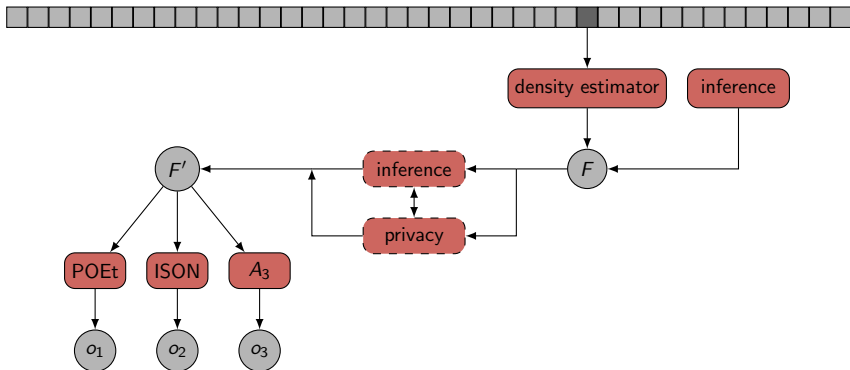 density estimator
inference
F′
inference
F
privacy
POEt
ISON
A₃
o₁
o₂
o₃